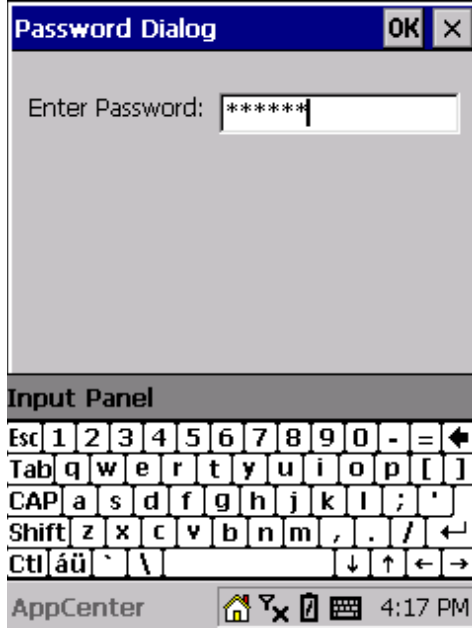 Password Dialog OK ×
Enter Password: ******
Input Panel
Esc 1 2 3 4 5 6 7 8 9 0 - = 🡸
Tab q w e r t y u i o p [ ]
CAP a s d f g h j k l ; '
Shift z x c v b n m , . / ↵
Ctl áü ` \ ↓ ↑ ← →
AppCenter 4:17 PM